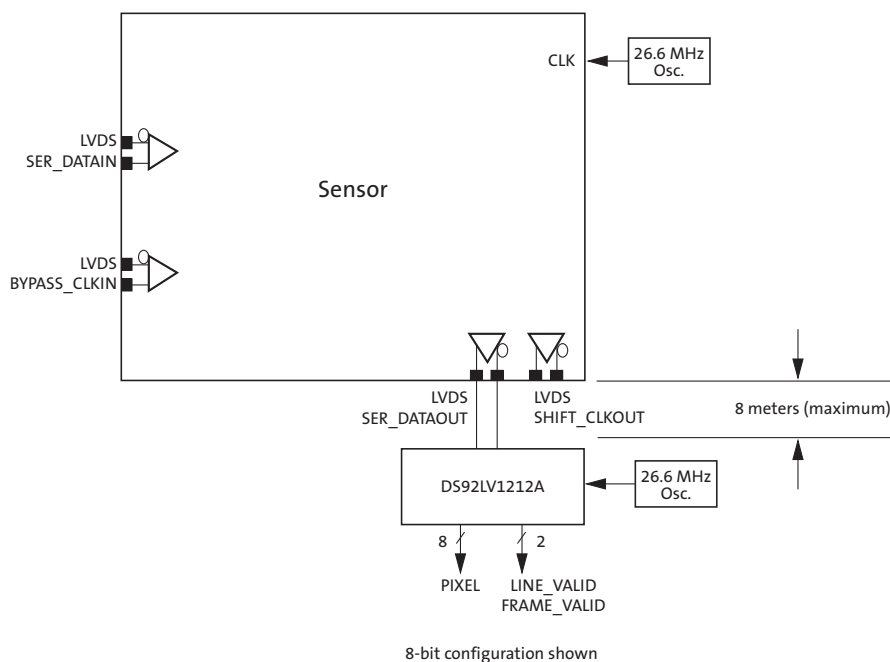 CLK
26.6 MHz
Osc.
LVDS
SER_DATAIN
Sensor
LVDS
BYPASS_CLKIN
LVDS
SER_DATAOUT
LVDS
SHIFT_CLKOUT
8 meters (maximum)
DS92LV1212A
26.6 MHz
Osc.
8
2
PIXEL
LINE_VALID
FRAME_VALID
8-bit configuration shown